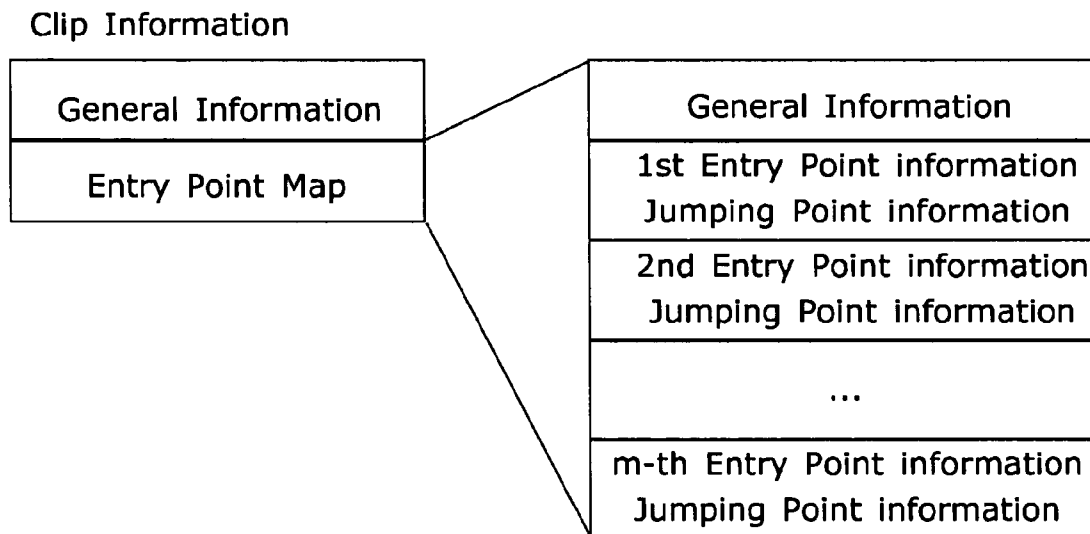 Clip Information
General Information
Entry Point Map
General Information
1st Entry Point information
Jumping Point information
2nd Entry Point information
Jumping Point information
...
m-th Entry Point information
Jumping Point information